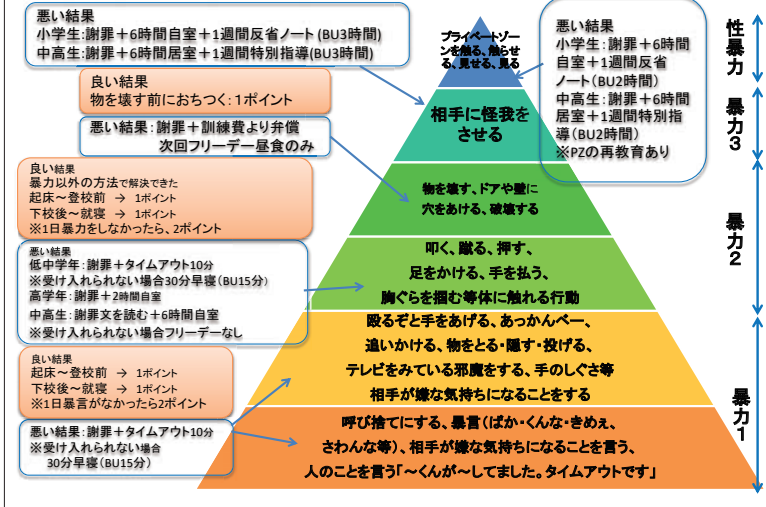 悪い結果
小学生：謝罪＋6時間自室＋1週間反省ノート（BU3時間）
中高生：謝罪＋6時間居室＋1週間特別指導(BU3時間）
良い結果
物を壊す前におちつく：1ポイント
悪い結果：謝罪＋訓練費より弁償
次回フリーデー昼食のみ
良い結果
暴力以外の方法で解決できた
起床～登校前 → 1ポイント
下校後～就寝 → 1ポイント
※1日暴力をしなかったら、2ポイント
悪い結果
低中学年：謝罪＋タイムアウト10分
※受け入れられない場合30分早寝（BU15分）
高学年：謝罪＋2時間自室
中高生：謝罪文を読む＋6時間自室
※受け入れられない場合フリーデーなし
良い結果
起床～登校前 → 1ポイント
下校後～就寝 → 1ポイント
※1日暴言がなかったら2ポイント
悪い結果：謝罪＋タイムアウト10分
※受け入れられない場合
30分早寝（BU15分）
プライベートゾー
ンを触る、触らせ
る、見せる、見る
相手に怪我を
させる
物を壊す、ドアや壁に
穴をあける、破壊する
叩く、蹴る、押す、
足をかける、手を払う、
胸ぐらを掴む等体に触れる行動
殴るぞと手をあげる、あっかんべー、
追いかける、物をとる・隠す・投げる、
テレビをみている邪魔をする、手のしぐさ等
相手が嫌な気持ちになることをする
呼び捨てにする、暴言（ばか・くんな・きめぇ、
さわんな等）、相手が嫌な気持ちになることを言う、
人のことを言う「～くんが～してました。タイムアウトです」
悪い結果
小学生：謝罪＋6時間
自室＋1週間反省
ノート（BU2時間）
中高生：謝罪＋6時間
居室＋1週間特別指
導（BU2時間）
※PZの再教育あり
性暴力
暴力3
暴力2
暴力1